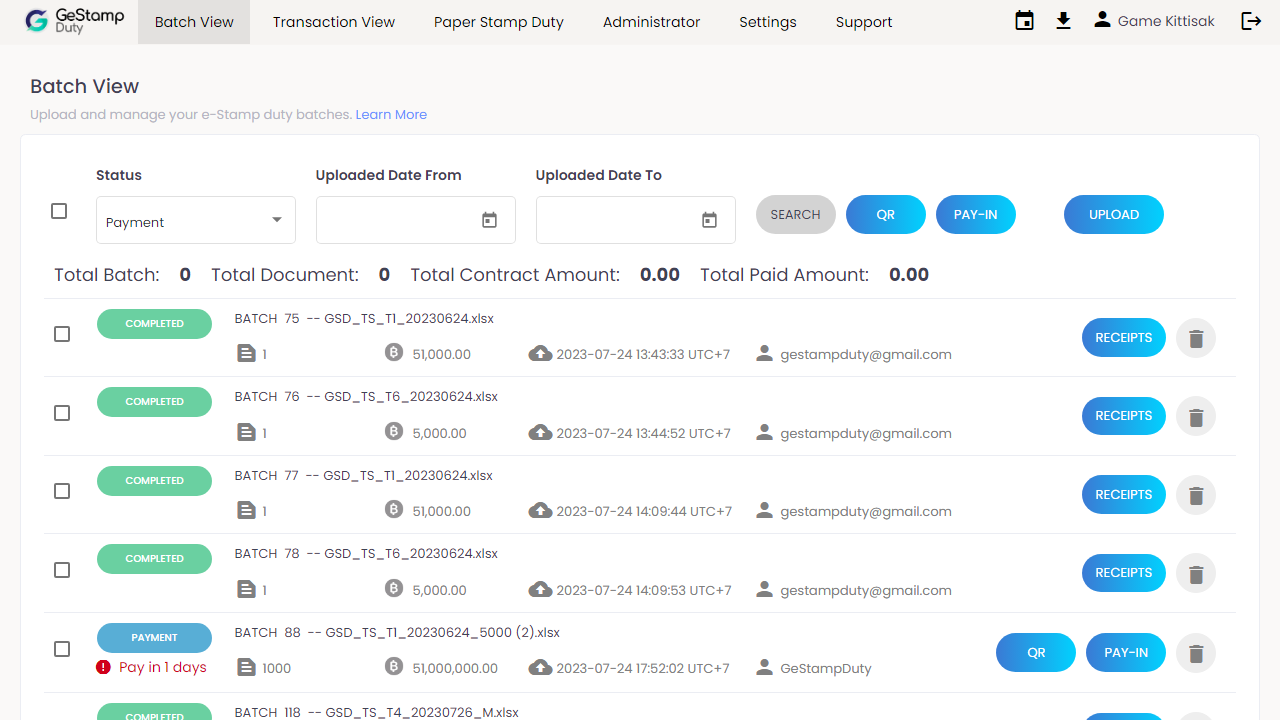 GeStamp
Duty
Batch View Transaction View Paper Stamp Duty Administrator Settings Support Game Kittisak
Batch View
Upload and manage your e-Stamp duty batches. Learn More
Status Uploaded Date From Uploaded Date To
Payment SEARCH QR PAY-IN UPLOAD
Total Batch: 0 Total Document: 0 Total Contract Amount: 0.00 Total Paid Amount: 0.00
COMPLETED BATCH 75 -- GSD_TS_T1_20230624.xlsx
1 51,000.00 2023-07-24 13:43:33 UTC+7 gestampduty@gmail.com RECEIPTS
COMPLETED BATCH 76 -- GSD_TS_T6_20230624.xlsx
1 5,000.00 2023-07-24 13:44:52 UTC+7 gestampduty@gmail.com RECEIPTS
COMPLETED BATCH 77 -- GSD_TS_T1_20230624.xlsx
1 51,000.00 2023-07-24 14:09:44 UTC+7 gestampduty@gmail.com RECEIPTS
COMPLETED BATCH 78 -- GSD_TS_T6_20230624.xlsx
1 5,000.00 2023-07-24 14:09:53 UTC+7 gestampduty@gmail.com RECEIPTS
PAYMENT BATCH 88 -- GSD_TS_T1_20230624_5000 (2).xlsx
Pay in 1 days 1000 51,000,000.00 2023-07-24 17:52:02 UTC+7 GeStampDuty QR PAY-IN
COMPLETED BATCH 118 -- GSD_TS_T4_20230726_M.xlsx